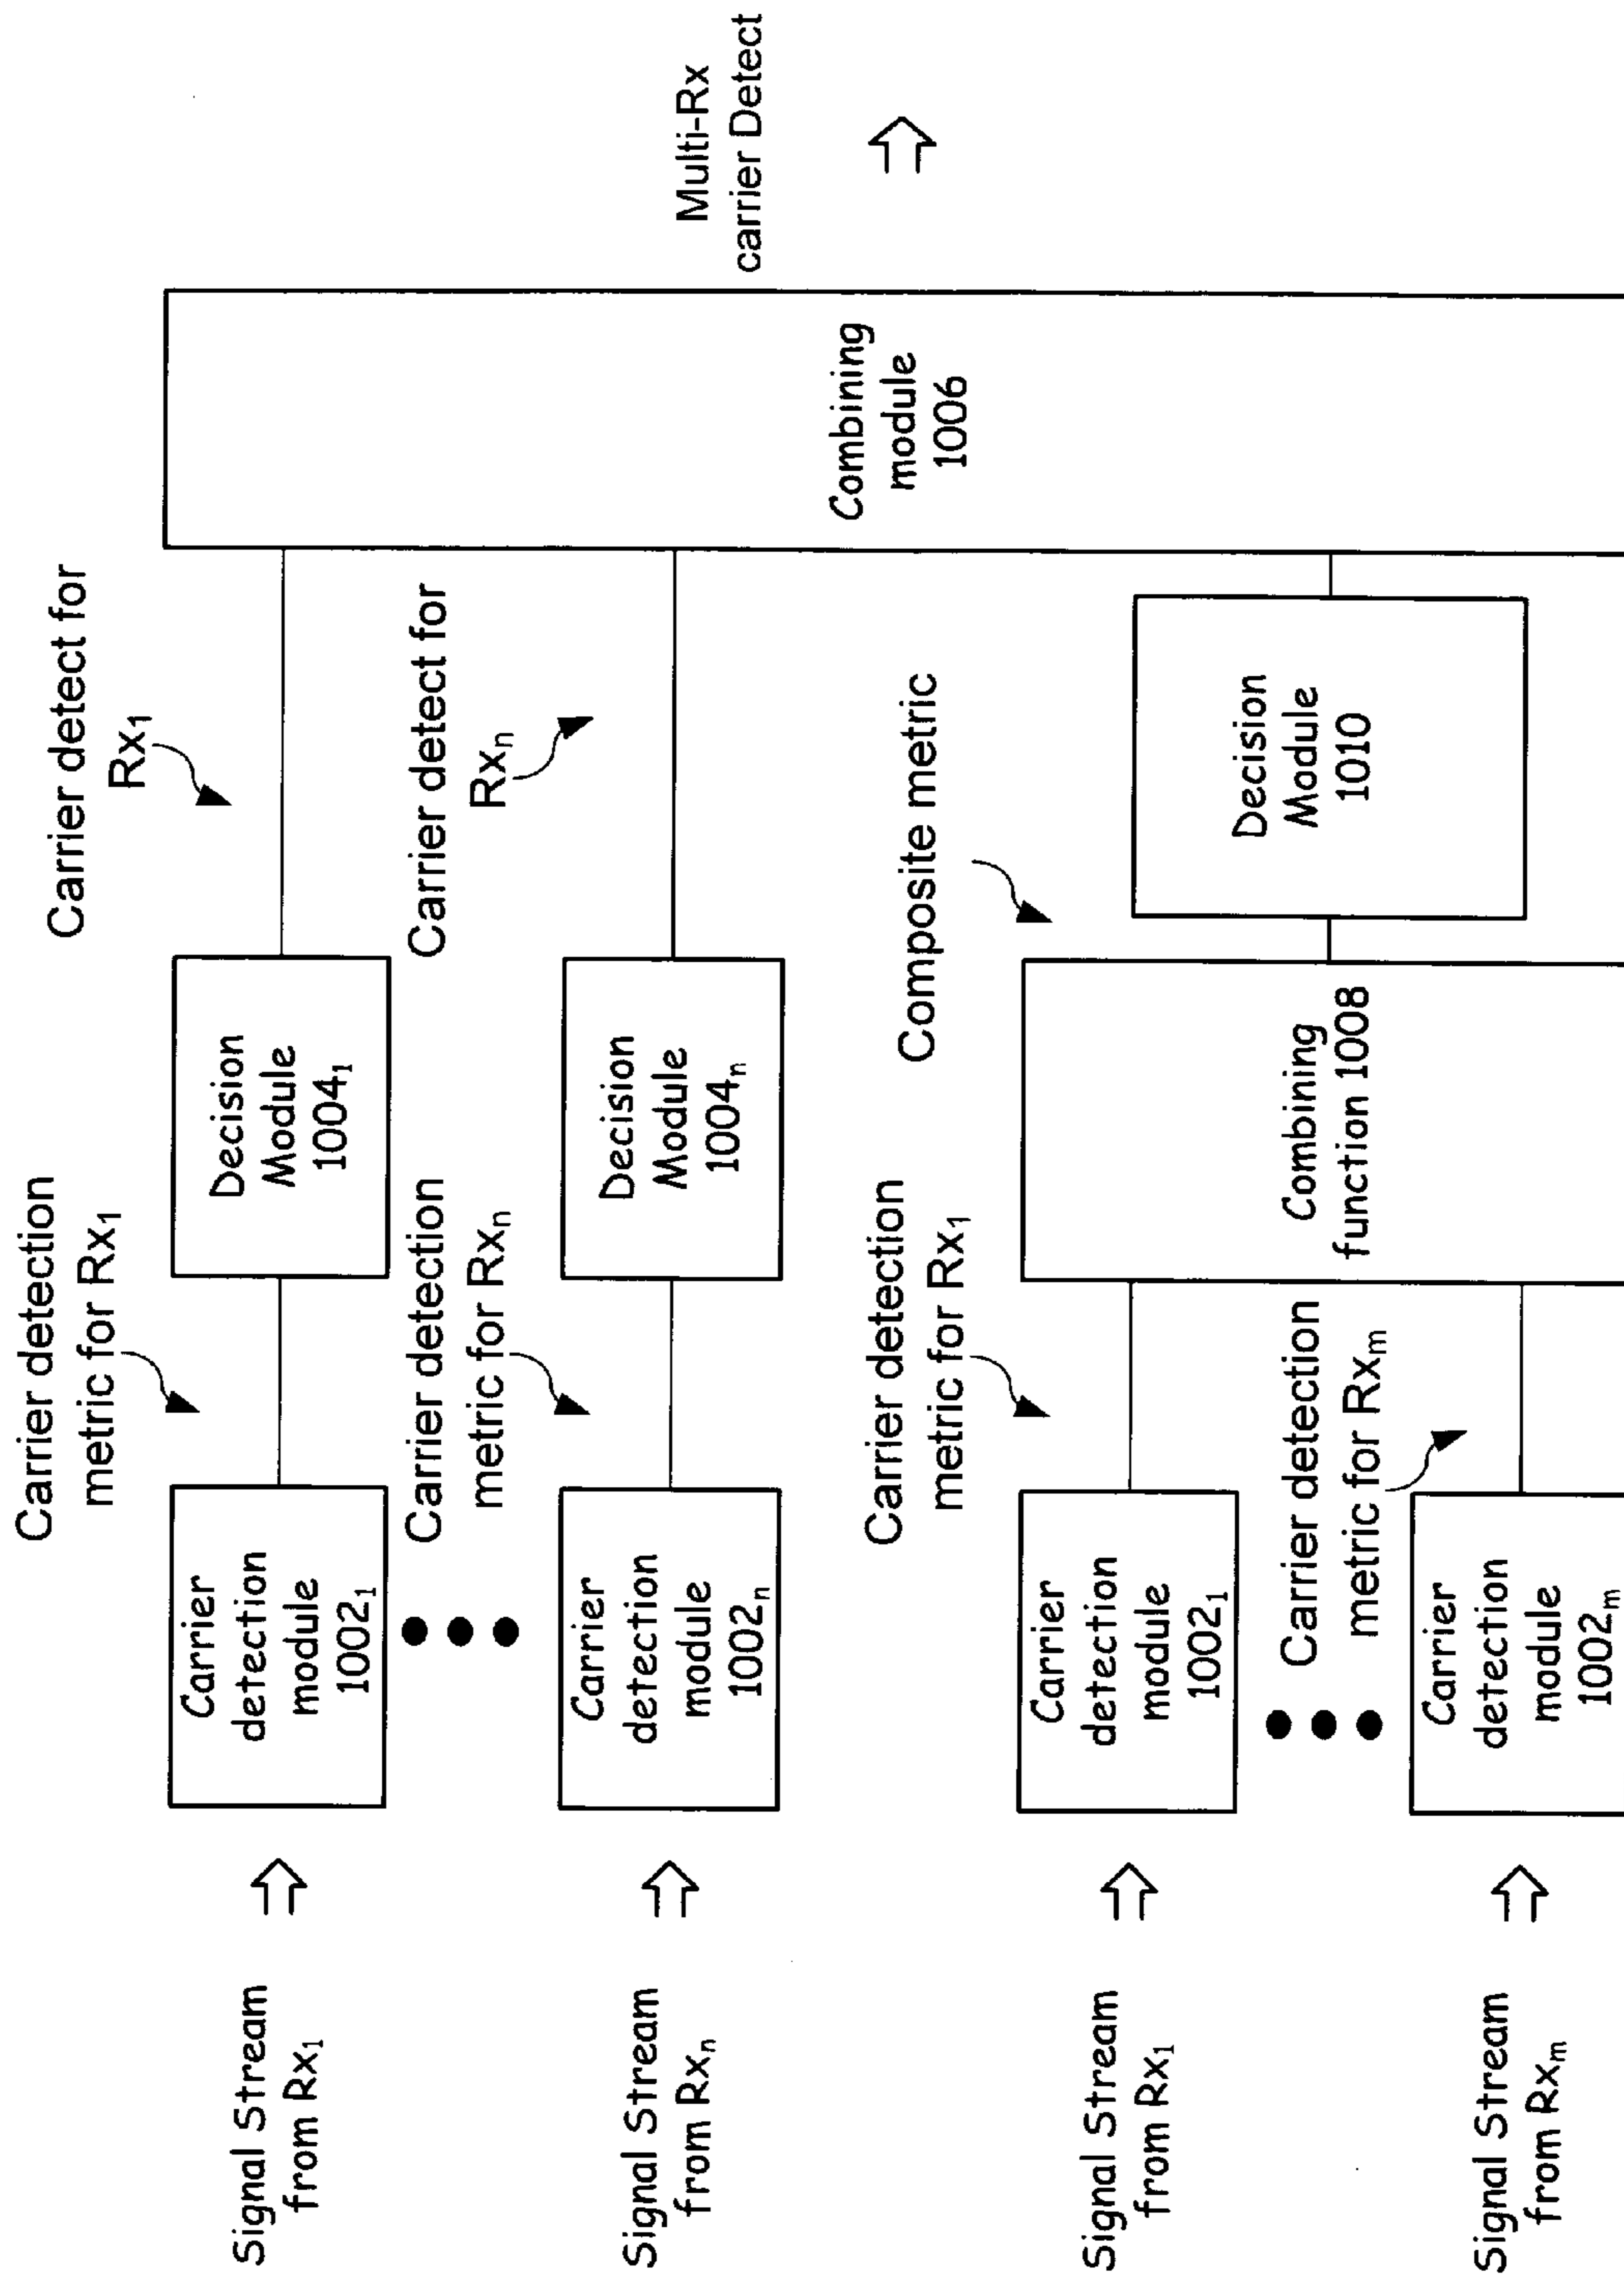 Signal Stream
from Rx₁
Carrier
detection
module
1002₁
Carrier detection
metric for Rx₁
Decision
Module
1004₁
Carrier detect for
Rx₁
Signal Stream
from Rxₙ
Carrier
detection
module
1002ₙ
Carrier detection
metric for Rxₙ
Decision
Module
1004ₙ
Carrier detect for
Rxₙ
Signal Stream
from Rx₁
Carrier
detection
module
1002₁
Carrier detection
metric for Rx₁
Signal Stream
from Rxₘ
Carrier
detection
module
1002ₘ
Carrier detection
metric for Rxₘ
Combining
function 1008
Composite metric
Decision
Module
1010
Combining
module
1006
Multi-Rx
carrier Detect